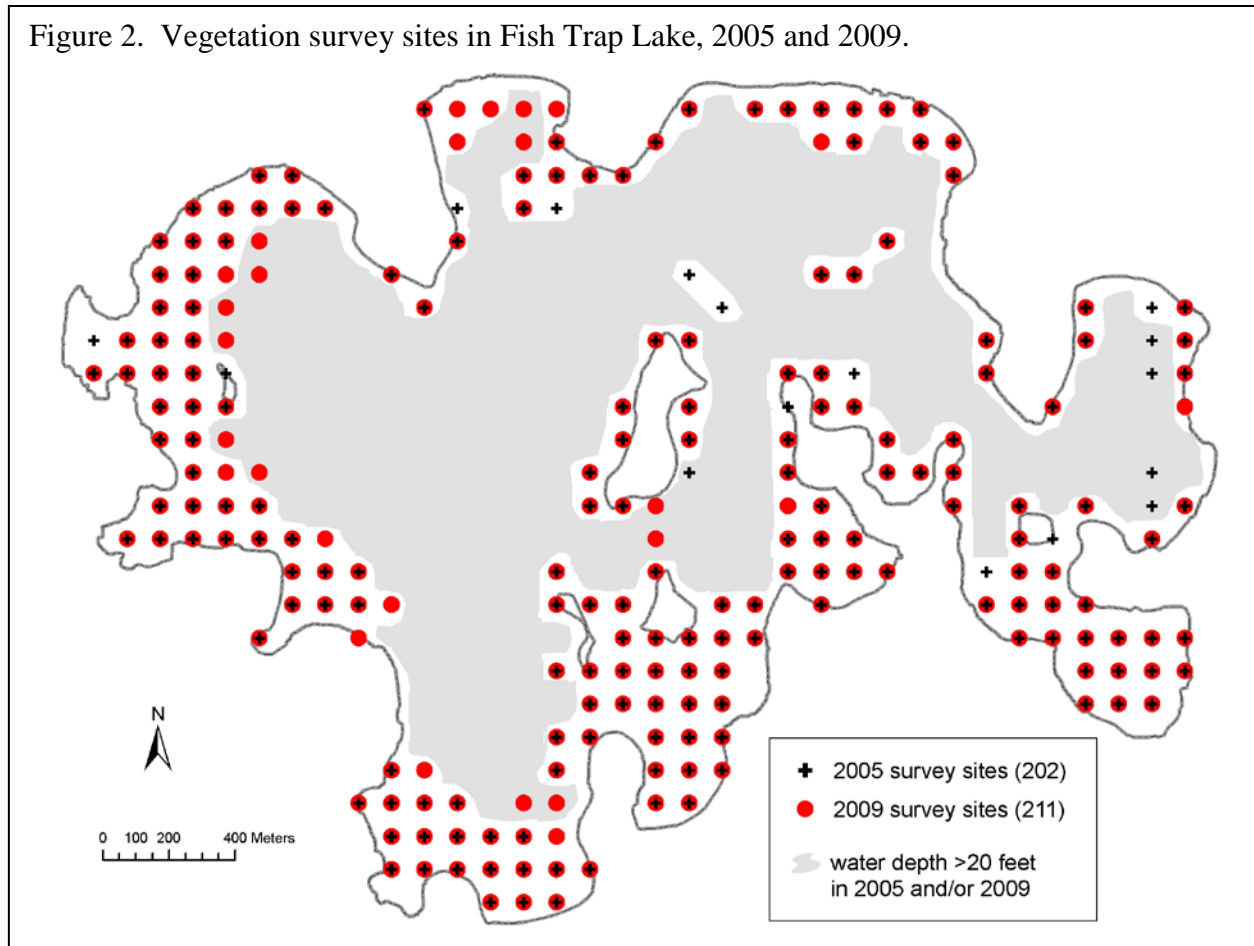 Figure 2.  Vegetation survey sites in Fish Trap Lake, 2005 and 2009.
N
0 100 200 400 Meters
2005 survey sites (202)
2009 survey sites (211)
water depth >20 feet
in 2005 and/or 2009